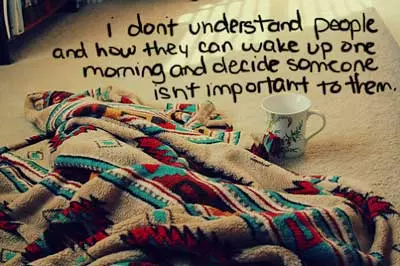 i dont understand people
and how they can wake up one
morning and decide someone
isnt important to them.